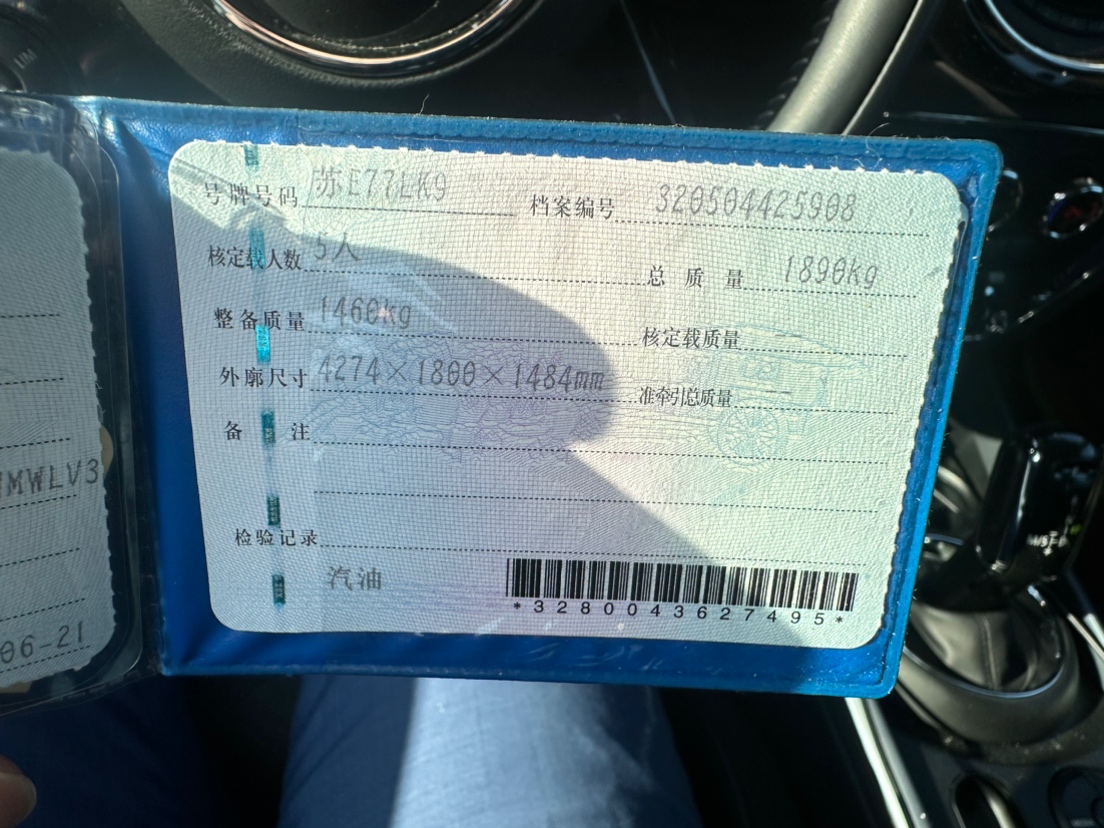 号牌号码 苏E77LK9 档案编号 320504425908
核定载人数 5人 总质量 1890kg
整备质量 1460kg 核定载质量 —
外廓尺寸 4274×1800×1484mm 准牵引总质量 —
备注
检验记录
汽油
*3280043627495*
MWLV3
06-21